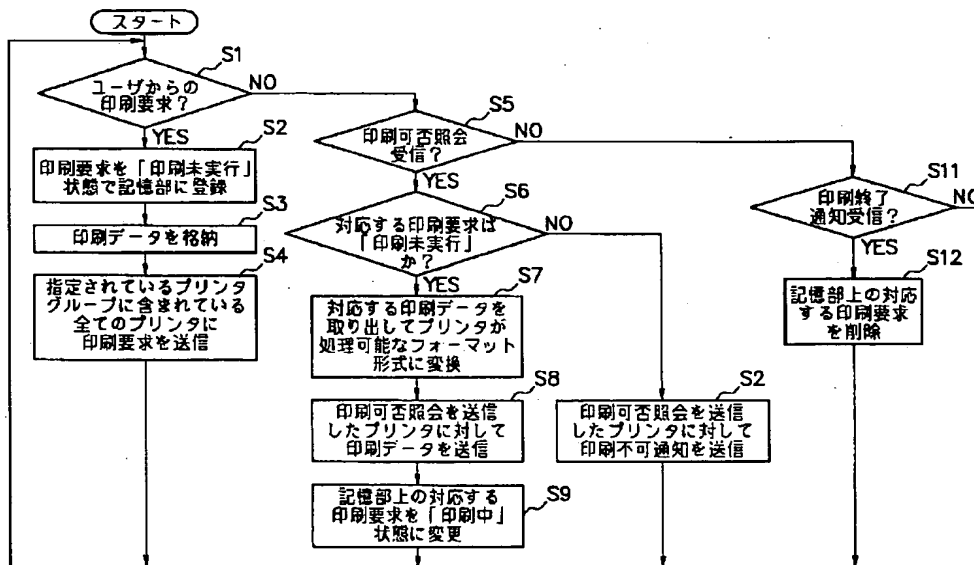 スタート
S1
ユーザからの
印刷要求?
NO
YES
S2
印刷要求を「印刷未実行」
状態で記憶部に登録
S3
印刷データを格納
S4
指定されているプリンタ
グループに含まれている
全てのプリンタに
印刷要求を送信
S5
印刷可否照会
受信?
NO
YES
S6
対応する印刷要求は
「印刷未実行」
か?
NO
YES
S7
対応する印刷データを
取り出してプリンタが
処理可能なフォーマット
形式に変換
S8
印刷可否照会を送信
したプリンタに対して
印刷データを送信
S9
記憶部上の対応する
印刷要求を「印刷中」
状態に変更
S2
印刷可否照会を送信
したプリンタに対して
印刷不可通知を送信
S11
印刷終了
通知受信?
NO
YES
S12
記憶部上の対応
する印刷要求
を削除